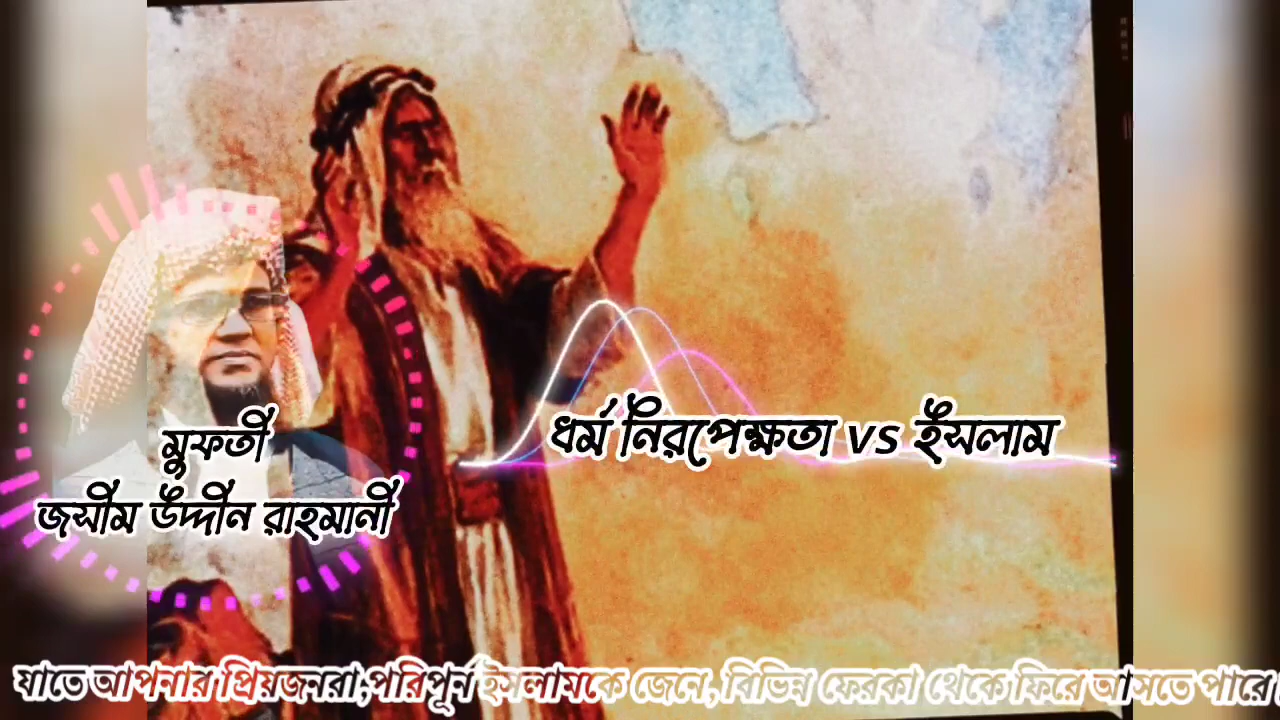 মুফতী
জসীম উদ্দীন রাহমানী
ধর্ম নিরপেক্ষতা vs ইসলাম
যাতে আপনার প্রিয়জনরা,পরিপূর্ন ইসলামকে জেনে, বিভিন্ন ফেরকা থেকে ফিরে আসতে পারে